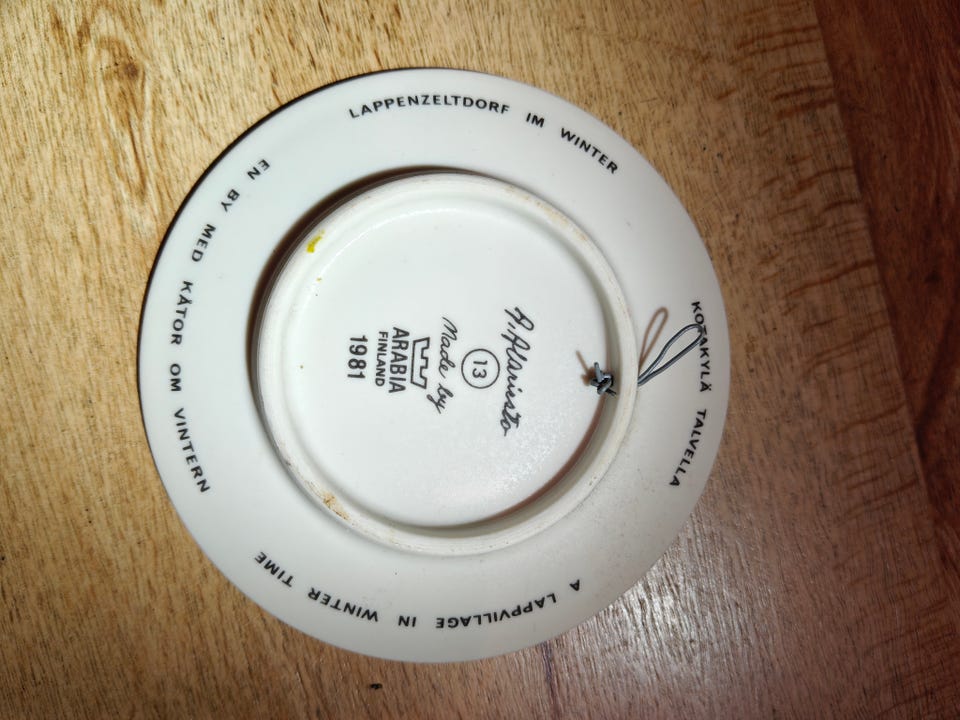 KOTAKYLÄ TALVELLA
A LAPPVILLAGE IN WINTER TIME
EN BY MED KÅTOR OM VINTERN
LAPPENZELTDORF IM WINTER
A. Alariesto
13
Made by
ARABIA
FINLAND
1981